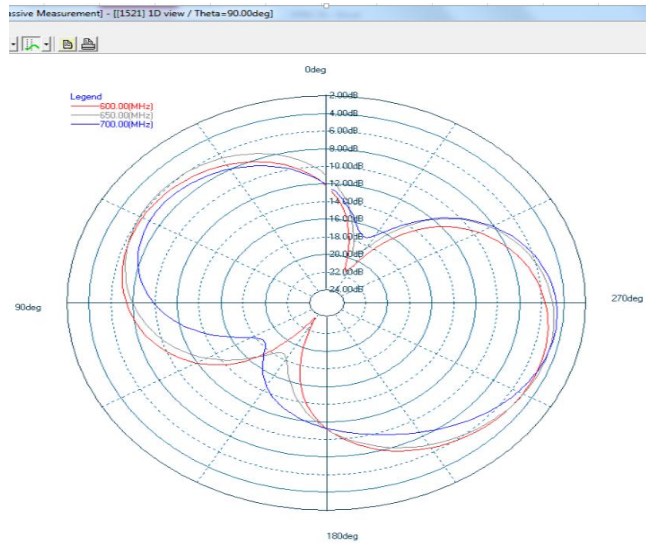 assive Measurement] - [[1521] 1D view / Theta=90.00deg]
0deg
Legend
600.00(MHz)
650.00(MHz)
700.00(MHz)
2.00dB
4.00dB
6.00dB
8.00dB
10.00dB
12.00dB
14.00dB
16.00dB
18.00dB
20.00dB
22.00dB
24.00dB
90deg
270deg
180deg